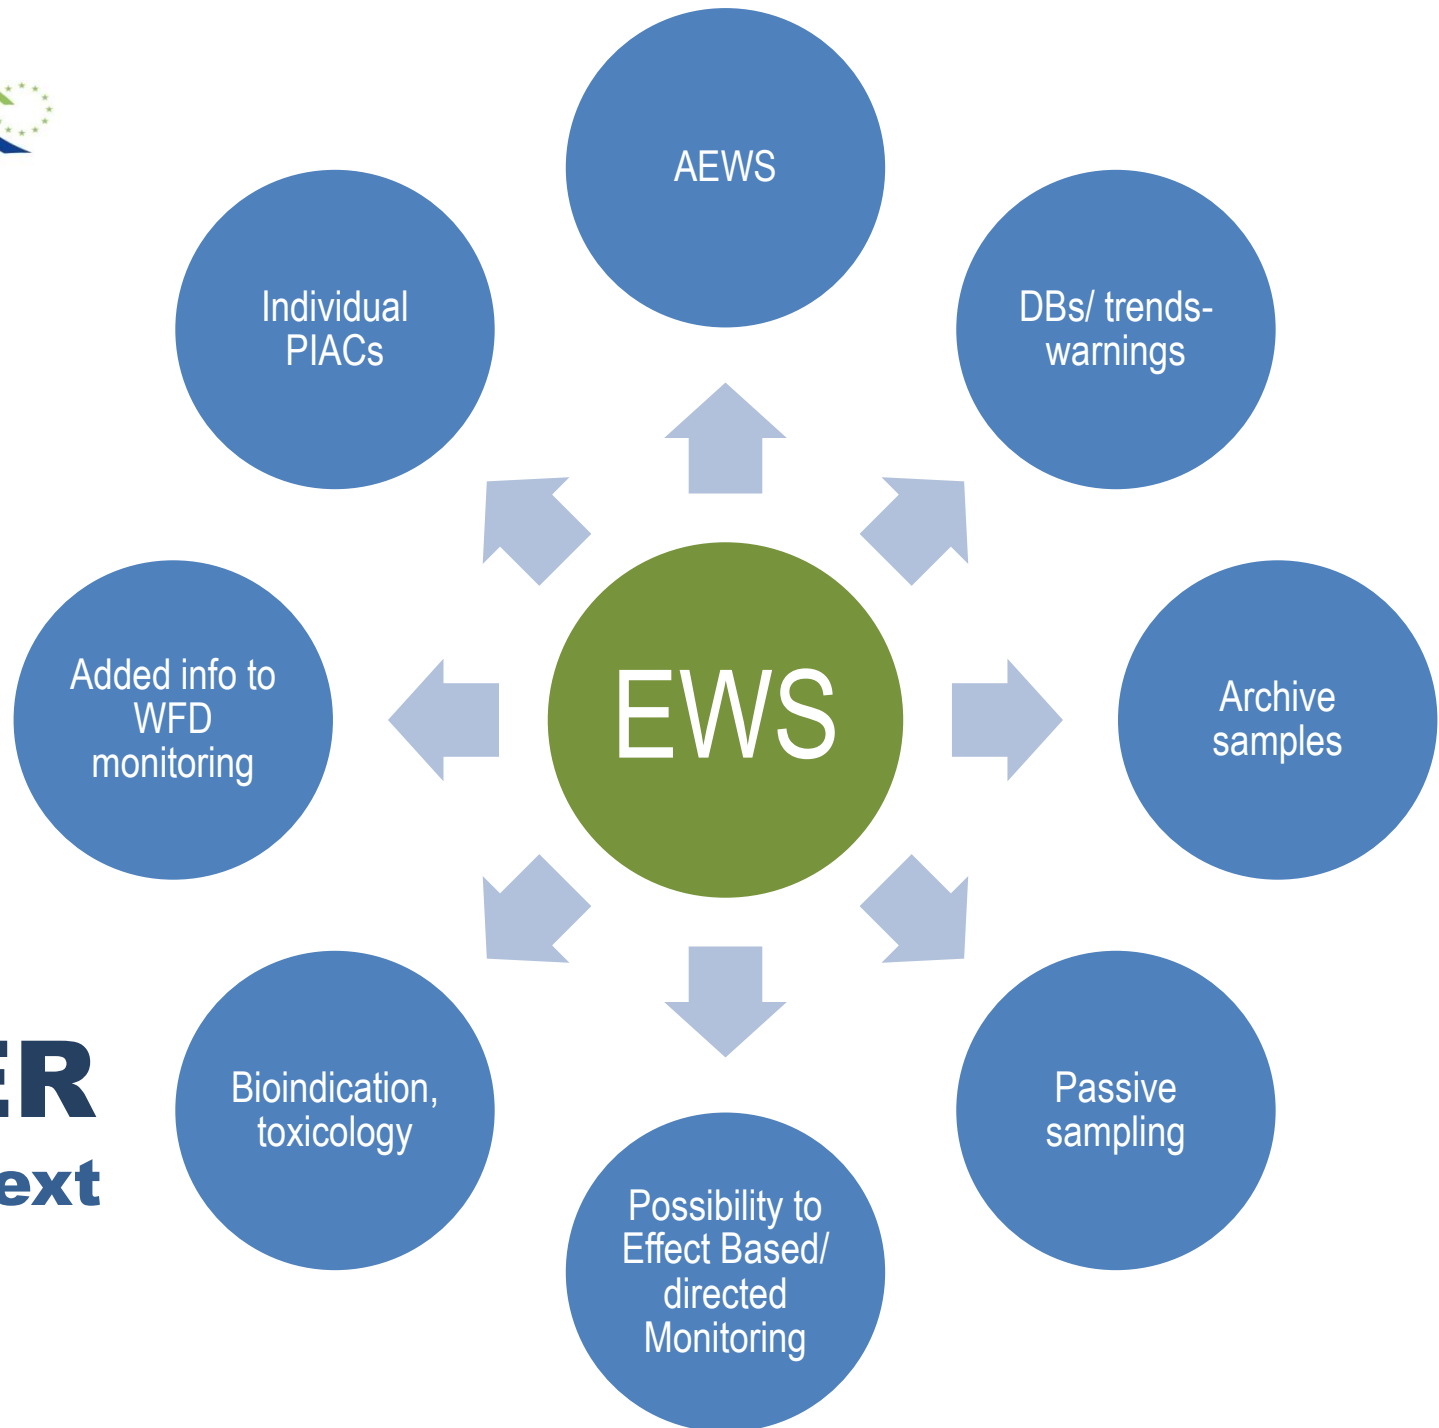 AEWS
Individual
PIACs
DBs/ trends-
warnings
Added info to
WFD
monitoring
EWS
Archive
samples
ER
ext
Bioindication,
toxicology
Passive
sampling
Possibility to
Effect Based/
directed
Monitoring